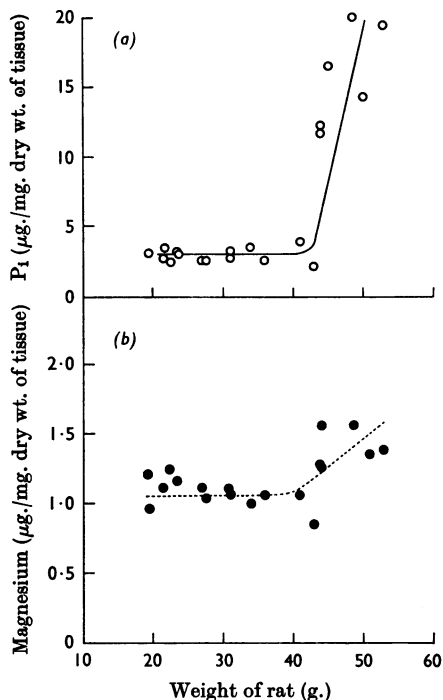 20
(a)
15
10
5
0
P₁ (μg./mg. dry wt. of tissue)
(b)
2·0
1·5
1·0
0·5
0
Magnesium (μg./mg. dry wt. of tissue)
10 20 30 40 50 60
Weight of rat (g.)